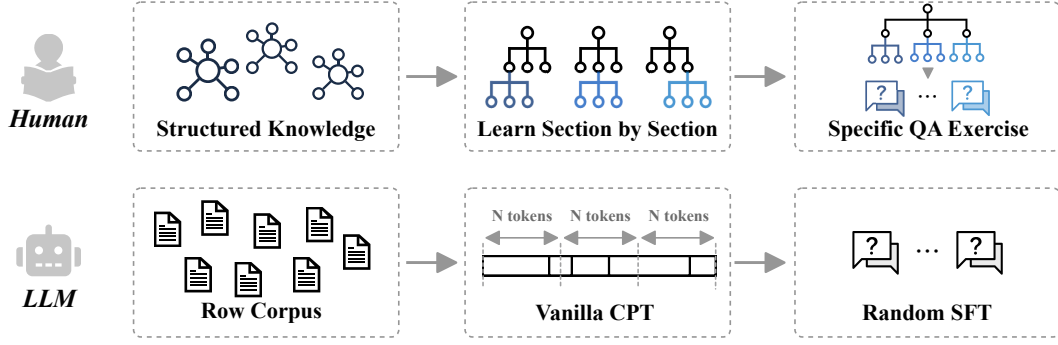 Human
Structured Knowledge
Learn Section by Section
? ... ?
Specific QA Exercise
LLM
Row Corpus
N tokens N tokens N tokens
Vanilla CPT
? ... ?
Random SFT